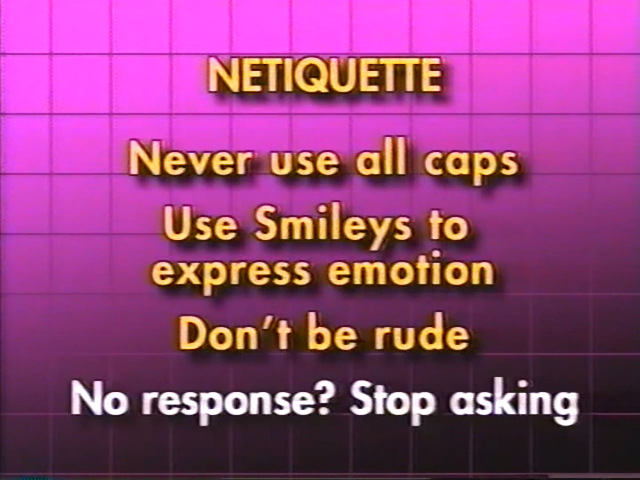 NETIQUETTE
Never use all caps
Use Smileys to
express emotion
Don't be rude
No response? Stop asking